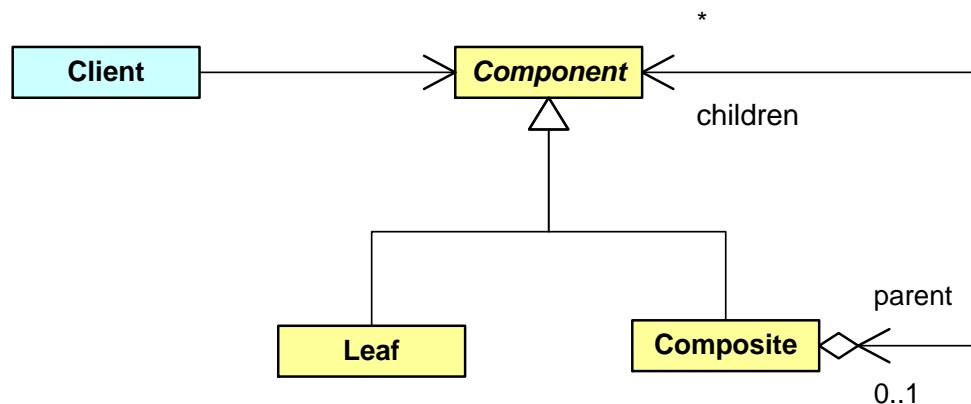 *
Client
Component
children
parent
Leaf
Composite
0..1